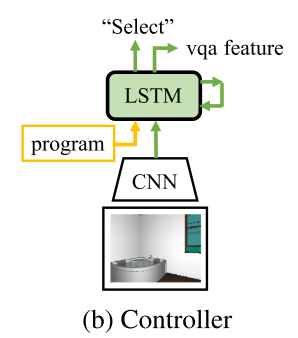 “Select”
vqa feature
LSTM
program
CNN
(b) Controller